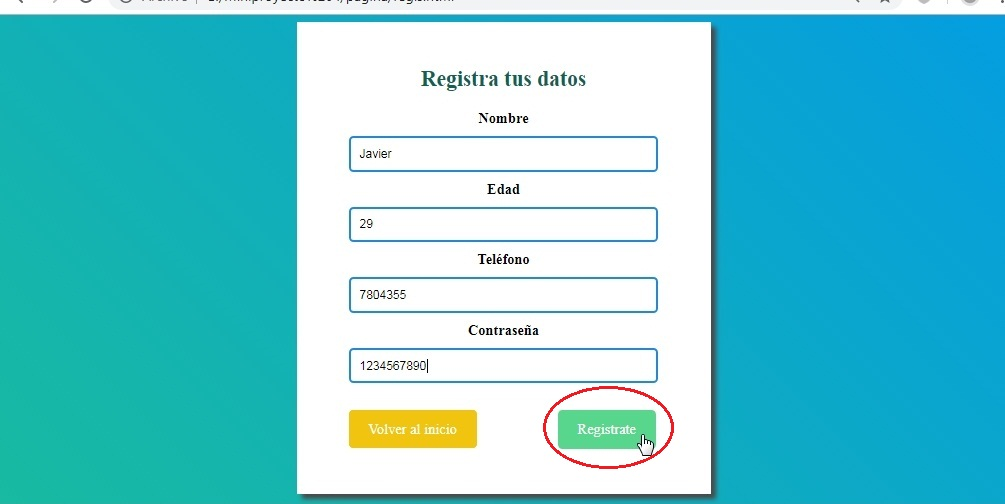 Registra tus datos
Nombre
Javier
Edad
29
Teléfono
7804355
Contraseña
1234567890
Volver al inicio
Registrate